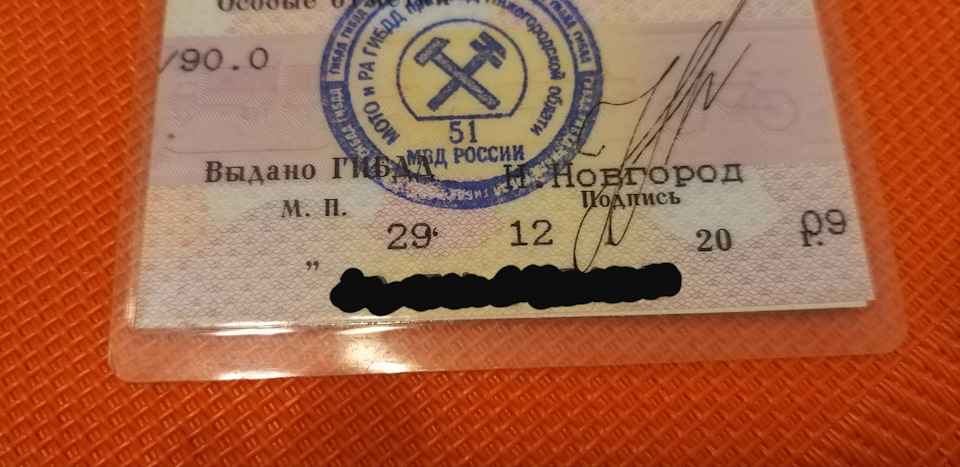 Особые отметки
/90.0
МОТО и РА ГИБДД
Нижегородской области
51
МВД РОССИИ
Выдано ГИБДД Н.Новгород
М. П. Подпись
29 “ 12 20 09 г.
”